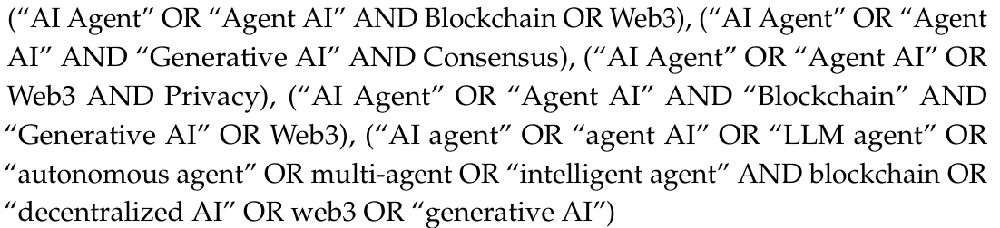 (“AI Agent” OR “Agent AI” AND Blockchain OR Web3), (“AI Agent” OR “Agent
AI” AND “Generative AI” AND Consensus), (“AI Agent” OR “Agent AI” OR
Web3 AND Privacy), (“AI Agent” OR “Agent AI” AND “Blockchain” AND
“Generative AI” OR Web3), (“AI agent” OR “agent AI” OR “LLM agent” OR
“autonomous agent” OR multi-agent OR “intelligent agent” AND blockchain OR
“decentralized AI” OR web3 OR “generative AI”)